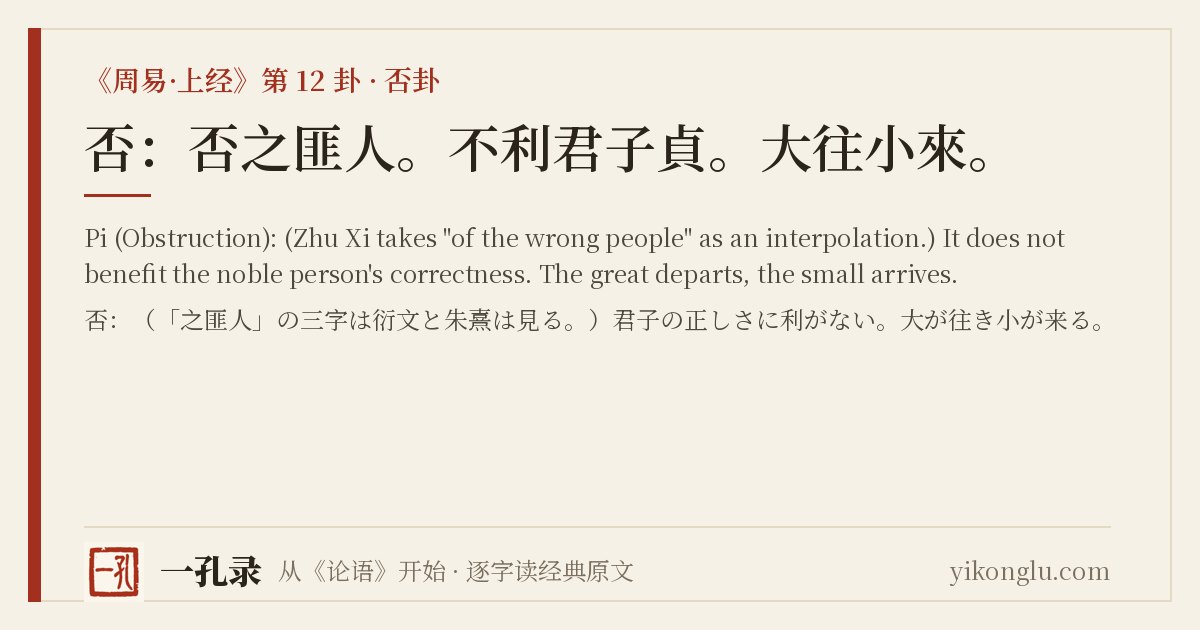 《周易·上经》第 12 卦 · 否卦
否：否之匪人。不利君子貞。大往小來。
Pi (Obstruction): (Zhu Xi takes "of the wrong people" as an interpolation.) It does not
benefit the noble person's correctness. The great departs, the small arrives.
否：（「之匪人」の三字は衍文と朱熹は見る。）君子の正しさに利がない。大が往き小が来る。
一孔
一孔录 从《论语》开始 · 逐字读经典原文 yikonglu.com